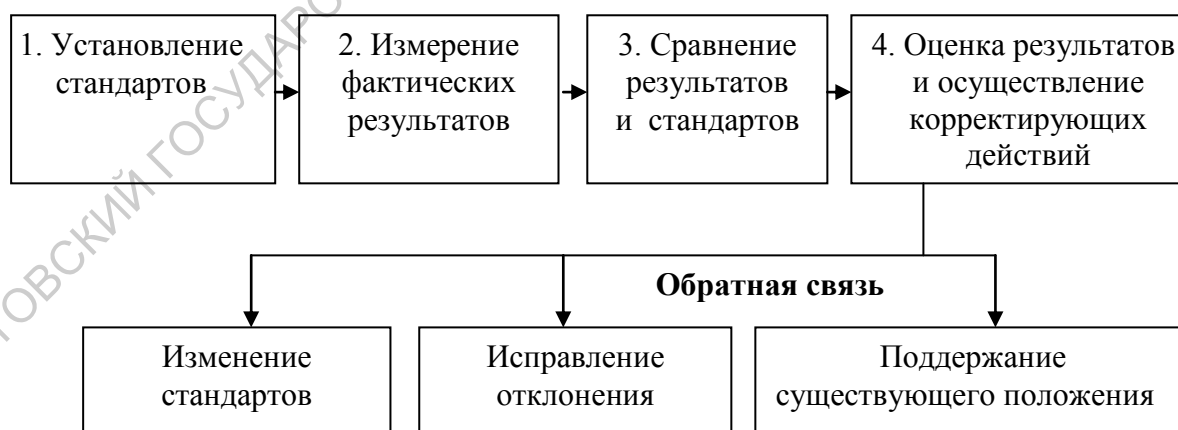 1. Установление
стандартов
2. Измерение
фактических
результатов
3. Сравнение
результатов
и стандартов
4. Оценка результатов
и осуществление
корректирующих
действий
Обратная связь
Изменение
стандартов
Исправление
отклонения
Поддержание
существующего положения